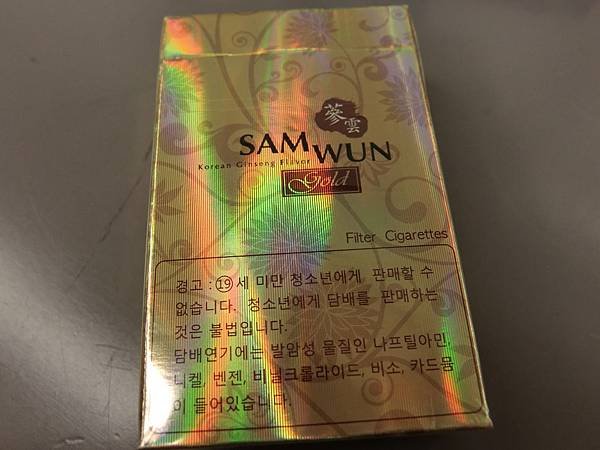 蔘雲
SAMWUN
Korean Ginseng Flavor
Gold
Filter Cigarettes
경고 : ⑲세 미만 청소년에게 판매할 수
없습니다. 청소년에게 담배를 판매하는
것은 불법입니다.
담배연기에는 발암성 물질인 나프틸아민,
니켈, 벤젠, 비닐크롤라이드, 비소, 카드뮴
이 들어있습니다.